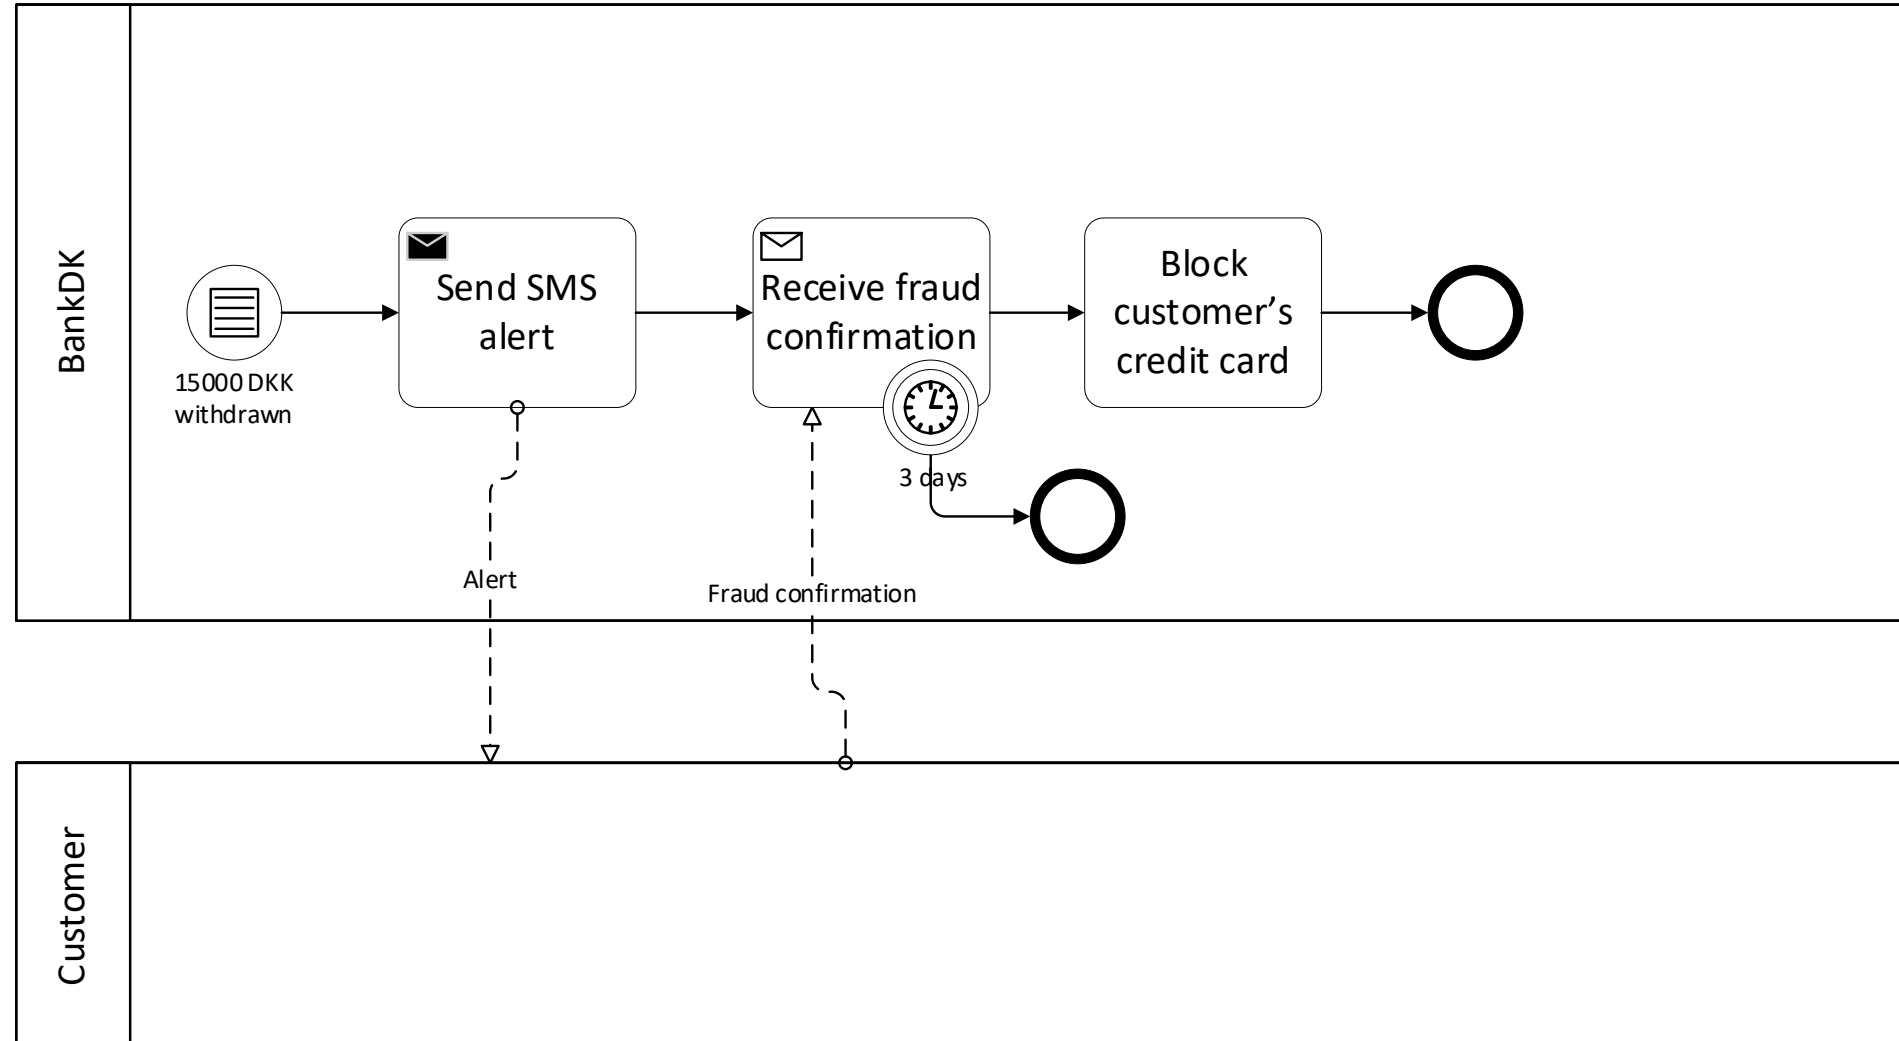 BankDK
15000 DKK
withdrawn
Send SMS
alert
Receive fraud
confirmation
3 days
Block
customer’s
credit card
Alert
Fraud confirmation
Customer